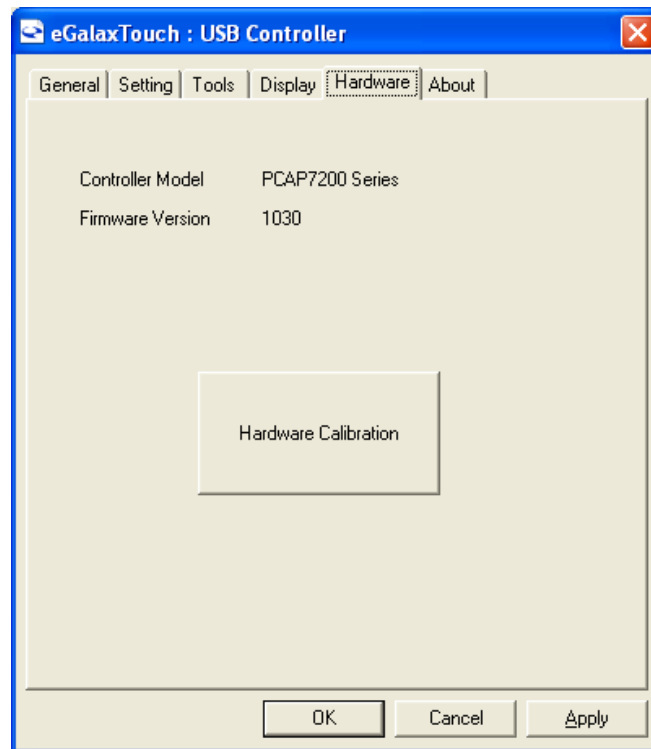 eGalaxTouch : USB Controller
General Setting Tools Display Hardware About
Controller Model PCAP7200 Series
Firmware Version 1030
Hardware Calibration
OK Cancel Apply